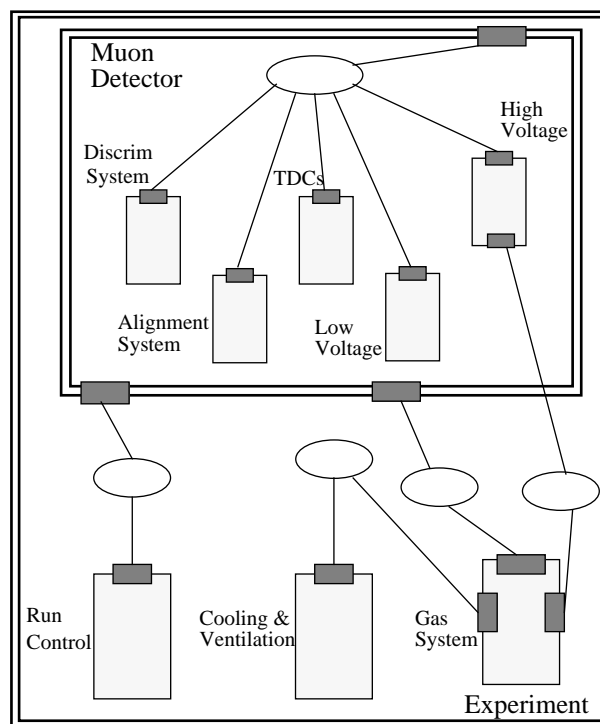 Muon
Detector
High
Voltage
Discrim
System
TDCs
Alignment
System
Low
Voltage
Run
Control
Cooling &
Ventilation
Gas
System
Experiment